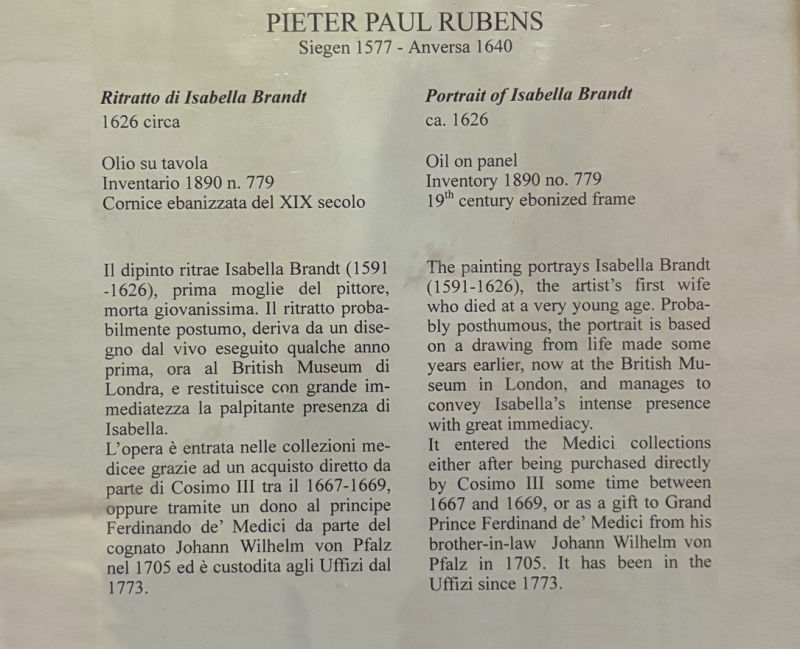 PIETER PAUL RUBENS
Siegen 1577 - Anversa 1640
Ritratto di Isabella Brandt
1626 circa
Olio su tavola
Inventario 1890 n. 779
Cornice ebanizzata del XIX secolo
Il dipinto ritrae Isabella Brandt (1591
-1626), prima moglie del pittore,
morta giovanissima. Il ritratto proba-
bilmente postumo, deriva da un dise-
gno dal vivo eseguito qualche anno
prima, ora al British Museum di
Londra, e restituisce con grande im-
mediatezza la palpitante presenza di
Isabella.
L'opera è entrata nelle collezioni me-
dicee grazie ad un acquisto diretto da
parte di Cosimo III tra il 1667-1669,
oppure tramite un dono al principe
Ferdinando de' Medici da parte del
cognato Johann Wilhelm von Pfalz
nel 1705 ed è custodita agli Uffizi dal
1773.
Portrait of Isabella Brandt
ca. 1626
Oil on panel
Inventory 1890 no. 779
19th century ebonized frame
The painting portrays Isabella Brandt
(1591-1626), the artist's first wife
who died at a very young age. Proba-
bly posthumous, the portrait is based
on a drawing from life made some
years earlier, now at the British Mu-
seum in London, and manages to
convey Isabella's intense presence
with great immediacy.
It entered the Medici collections
either after being purchased directly
by Cosimo III some time between
1667 and 1669, or as a gift to Grand
Prince Ferdinand de' Medici from his
brother-in-law Johann Wilhelm von
Pfalz in 1705. It has been in the
Uffizi since 1773.